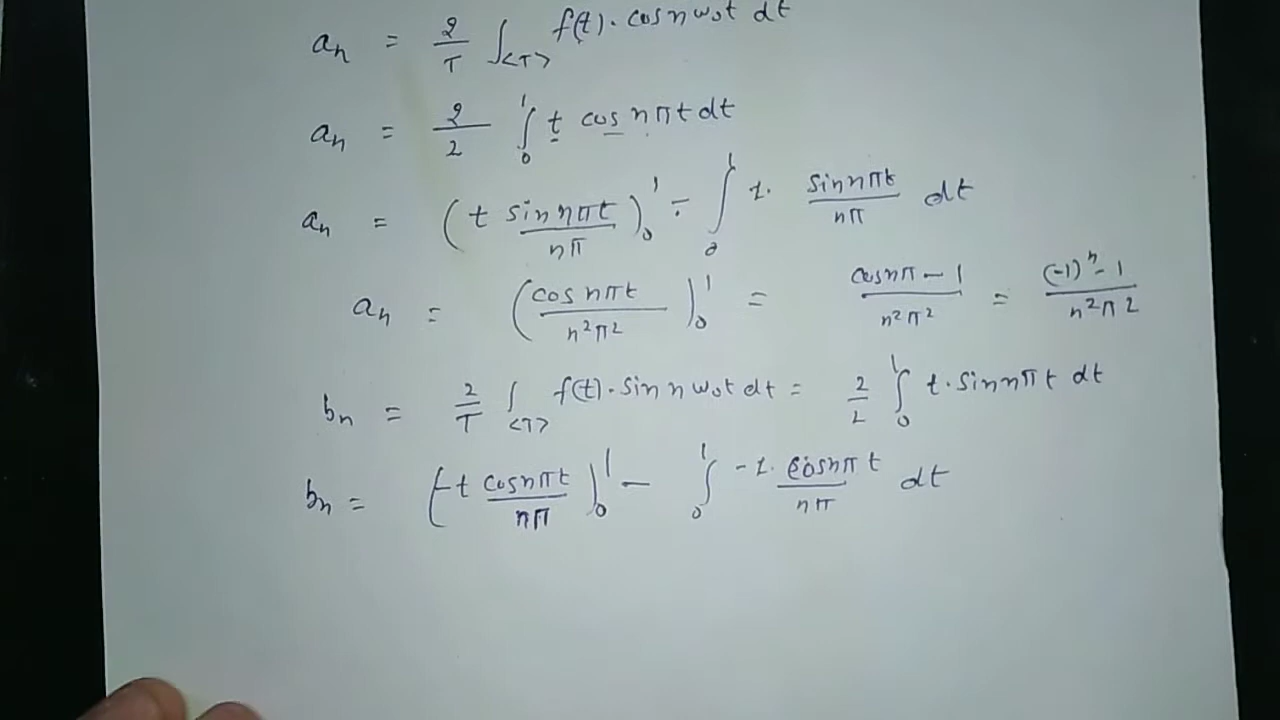 an = 2/T ∫<T> f(t). cos nω0t dt
an = 2/2 ∫₀¹ t cos nπt dt
an = (t sin nπt/nπ)₀¹ - ∫₀¹ 1. sin nπt/nπ dt
an = (cos nπt/n²π²)₀¹ = cos nπ - 1/n²π² = (-1)ⁿ - 1/n²π²
bn = 2/T ∫<T> f(t). sin nω0t dt = 2/2 ∫₀¹ t. sin nπt dt
bn = (-t cos nπt/nπ)₀¹ - ∫₀¹ -1. cos nπt/nπ dt